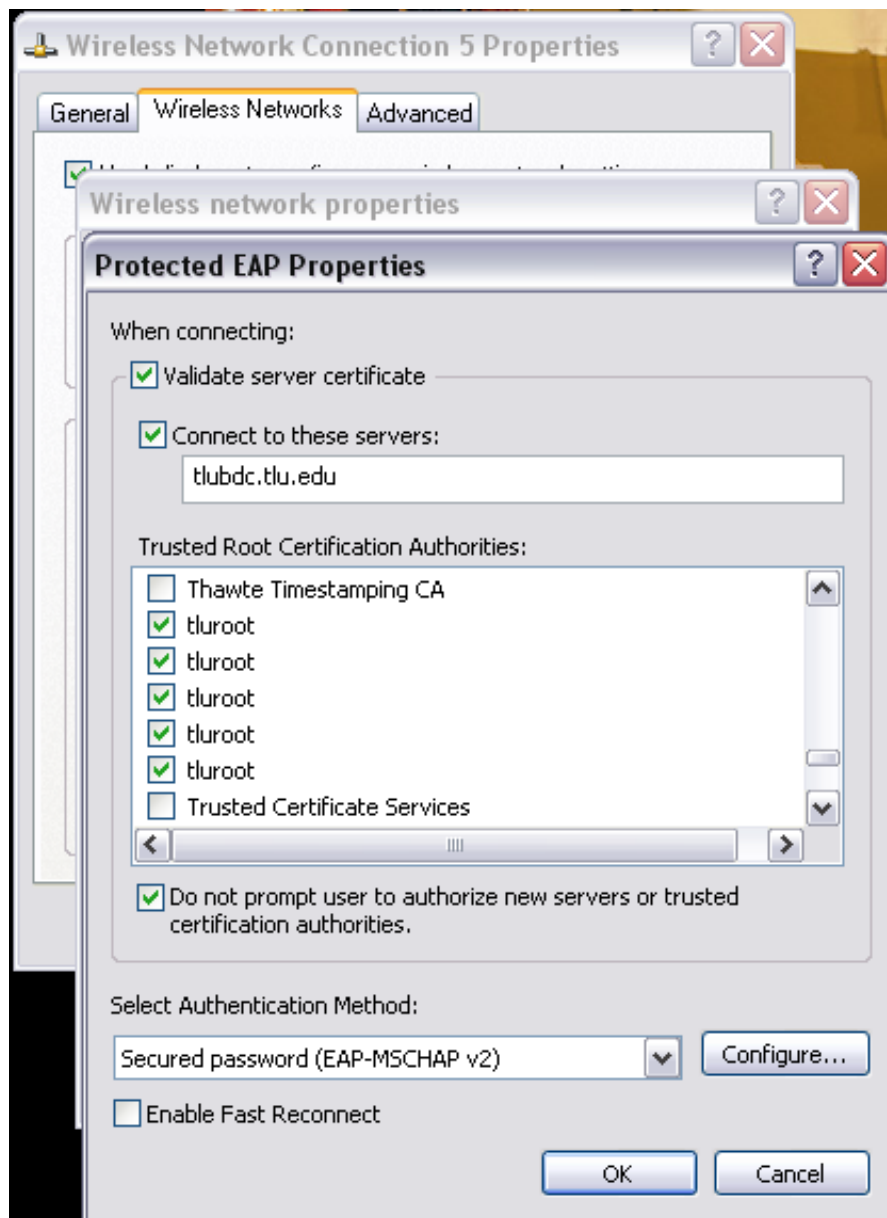 Wireless Network Connection 5 Properties
General Wireless Networks Advanced
Wireless network properties
Protected EAP Properties
When connecting:
Validate server certificate
Connect to these servers:
tlubdc.tlu.edu
Trusted Root Certification Authorities:
Thawte Timestamping CA
tluroot
tluroot
tluroot
tluroot
tluroot
Trusted Certificate Services
Do not prompt user to authorize new servers or trusted
certification authorities.
Select Authentication Method:
Secured password (EAP-MSCHAP v2)
Configure...
Enable Fast Reconnect
OK Cancel